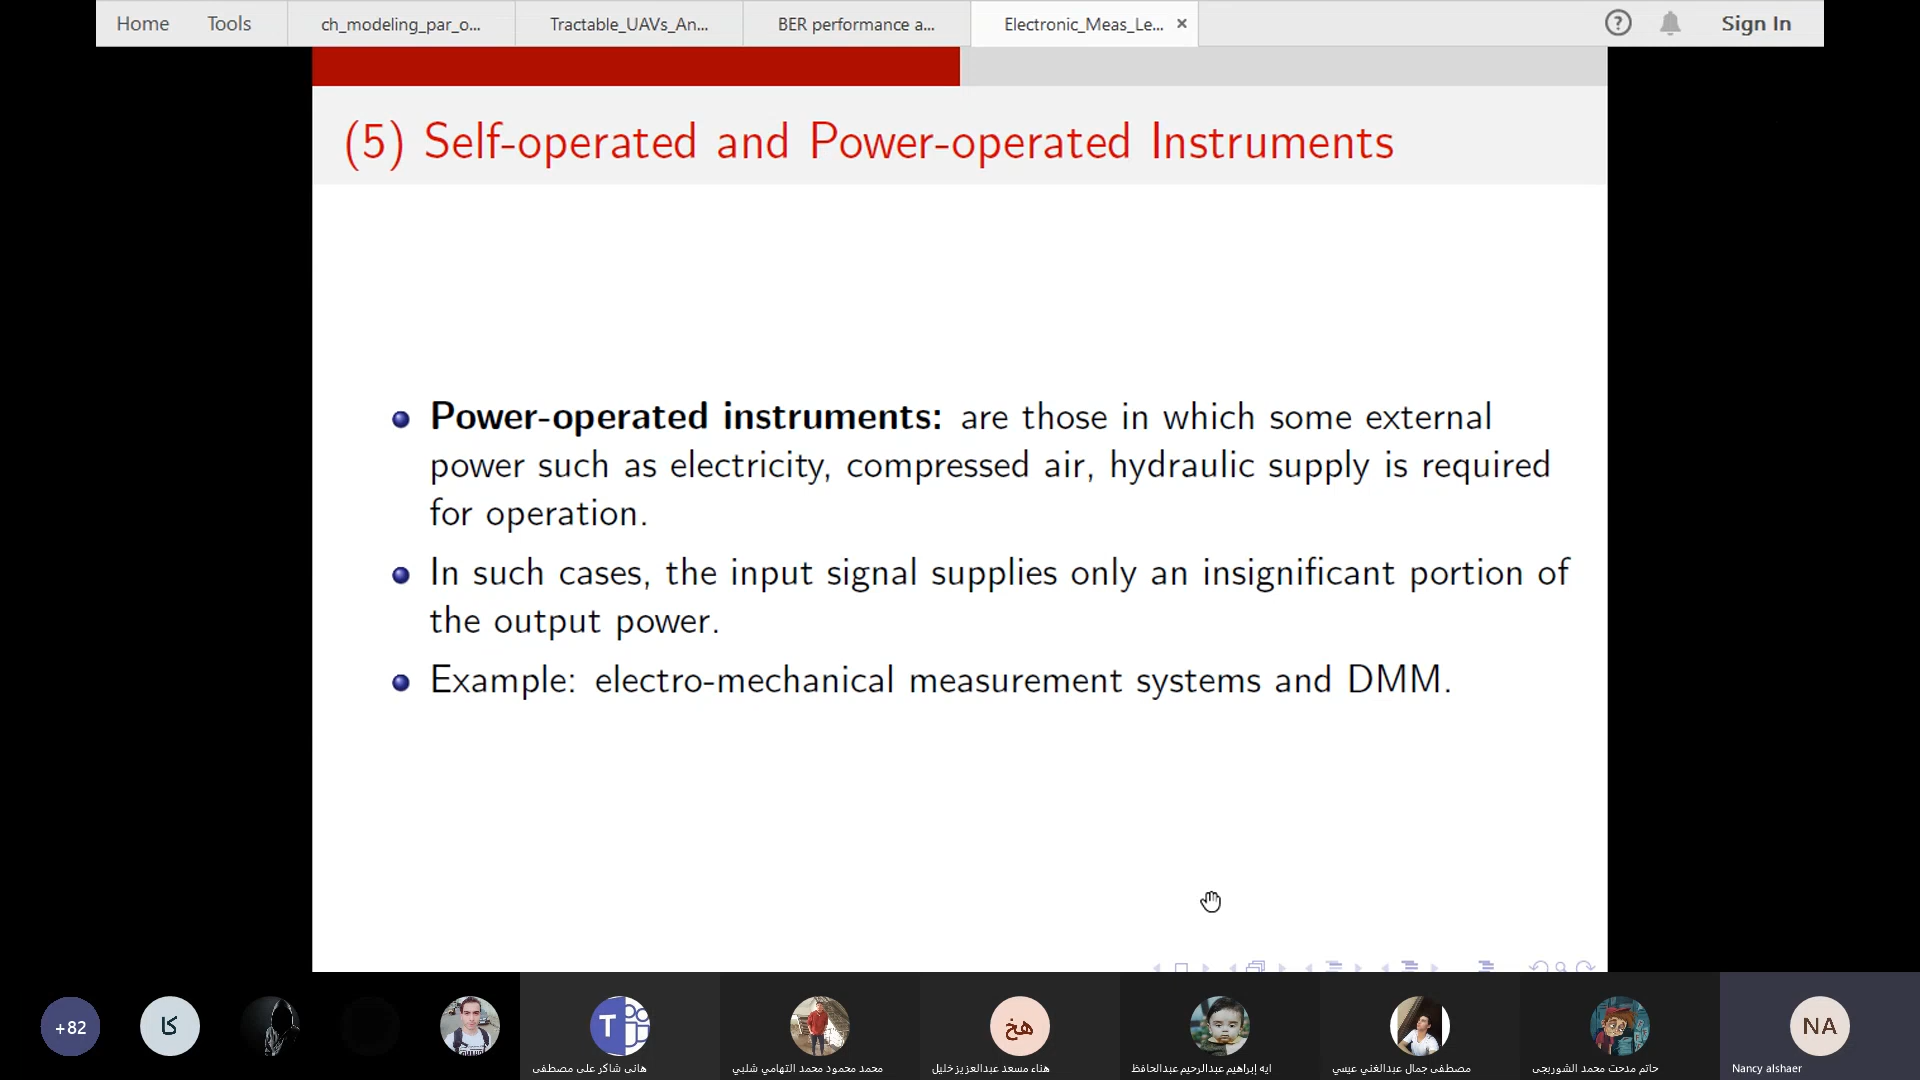 Home Tools ch_modeling_par_o... Tractable_UAVs_An... BER performance a... Electronic_Meas_Le... × ? Sign In
(5) Self-operated and Power-operated Instruments
Power-operated instruments: are those in which some external
power such as electricity, compressed air, hydraulic supply is required
for operation.
In such cases, the input signal supplies only an insignificant portion of
the output power.
Example: electro-mechanical measurement systems and DMM.
+82 كا T هخ NA
هانى شاكر على مصطفى محمد محمود محمد التهامي شلبي هناء مسعد عبدالعزيز خليل ايه إبراهيم عبدالرحيم عبدالحافظ مصطفى جمال عبدالغني عيسي حاتم مدحت محمد الشوربجى Nancy alshaer